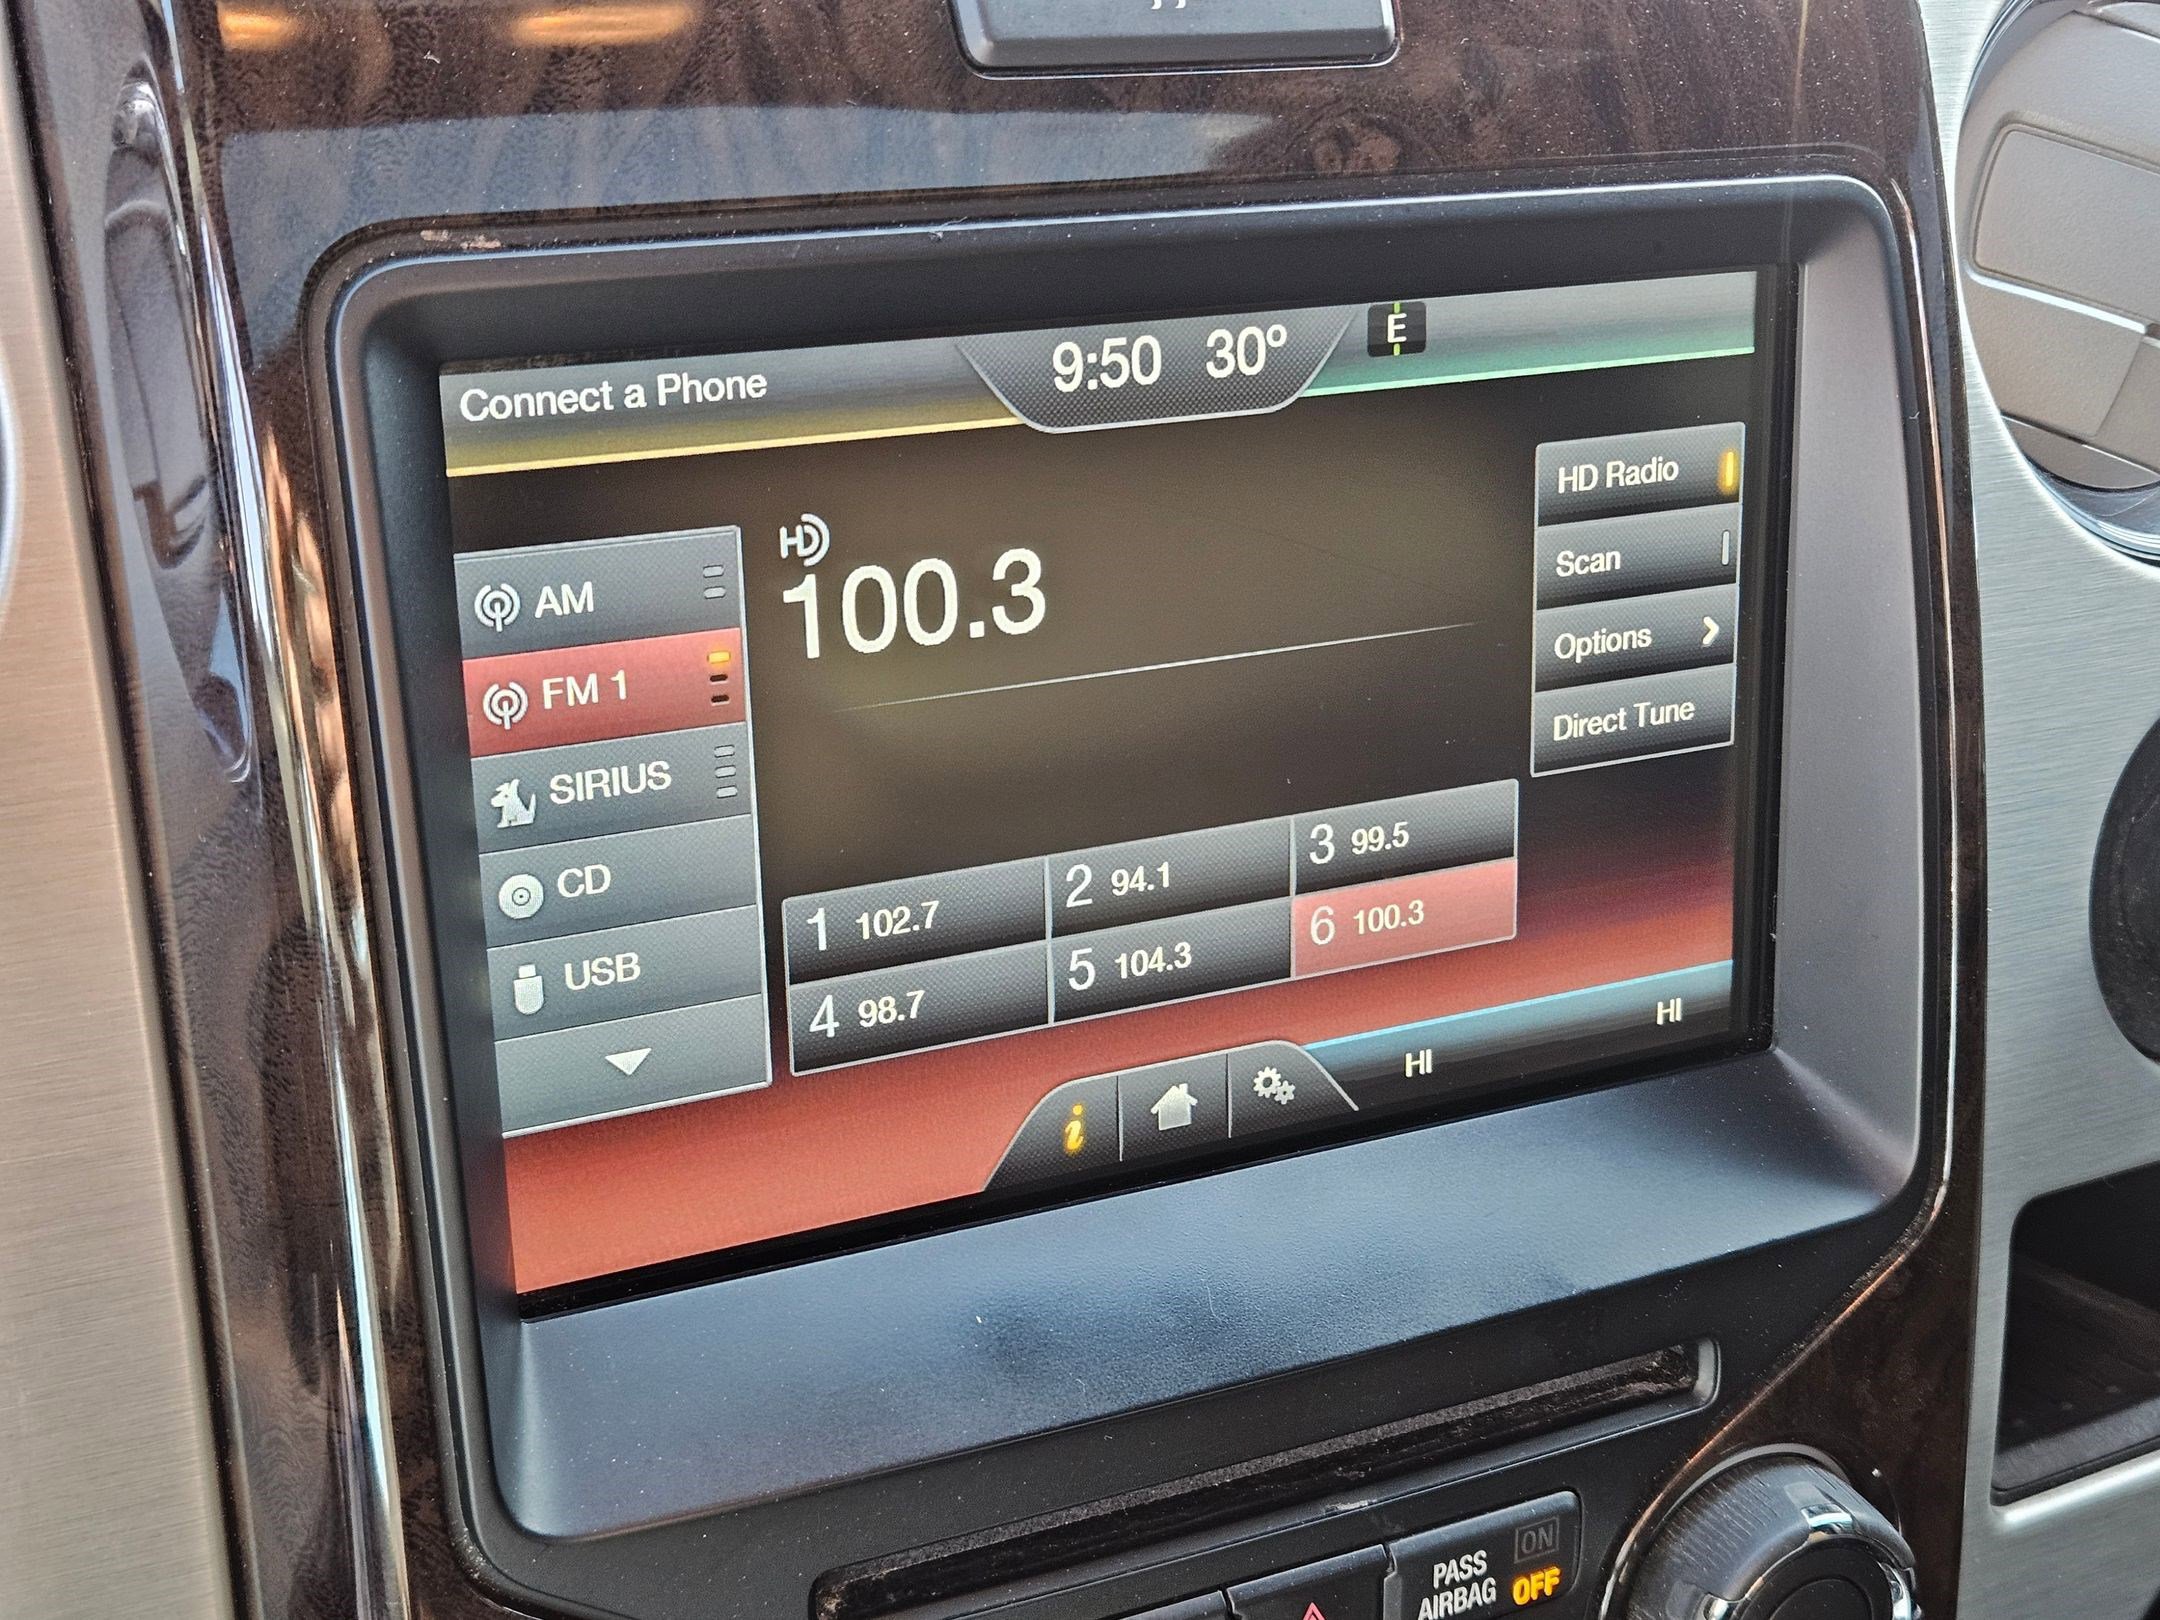 Connect a Phone
9:50 30°
E
HD Radio
Scan
Options
Direct Tune
HD
100.3
AM
FM 1
SIRIUS
CD
USB
1 102.7
2 94.1
3 99.5
4 98.7
5 104.3
6 100.3
i
HI
HI
PASS
AIRBAG
ON
OFF